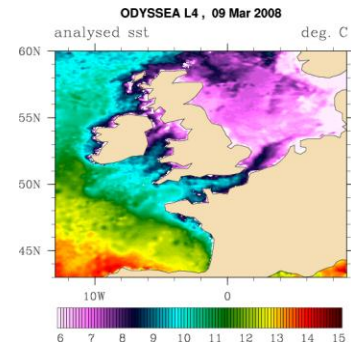 ODYSSEA L4 , 09 Mar 2008
analysed sst deg. C
60N
55N
50N
45N
10W 0
6 7 8 9 10 11 12 13 14 15